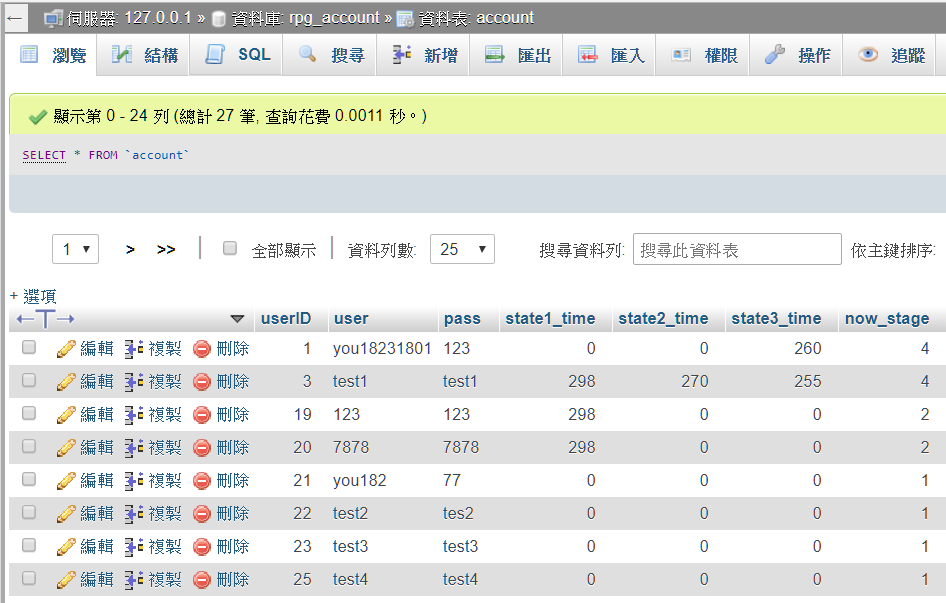 伺服器: 127.0.0.1 » 資料庫: rpg_account » 資料表: account
瀏覽 結構 SQL 搜尋 新增 匯出 匯入 權限 操作 追蹤
顯示第 0 - 24 列 (總計 27 筆, 查詢花費 0.0011 秒。)
SELECT * FROM `account`
1 > >> 全部顯示 資料列數: 25 搜尋資料列: 搜尋此資料表 依主鍵排序:
+ 選項
←T→ userID user pass state1_time state2_time state3_time now_stage
編輯 複製 刪除 1 you18231801 123 0 0 260 4
編輯 複製 刪除 3 test1 test1 298 270 255 4
編輯 複製 刪除 19 123 123 298 0 0 2
編輯 複製 刪除 20 7878 7878 298 0 0 2
編輯 複製 刪除 21 you182 77 0 0 0 1
編輯 複製 刪除 22 test2 tes2 0 0 0 1
編輯 複製 刪除 23 test3 test3 0 0 0 1
編輯 複製 刪除 25 test4 test4 0 0 0 1